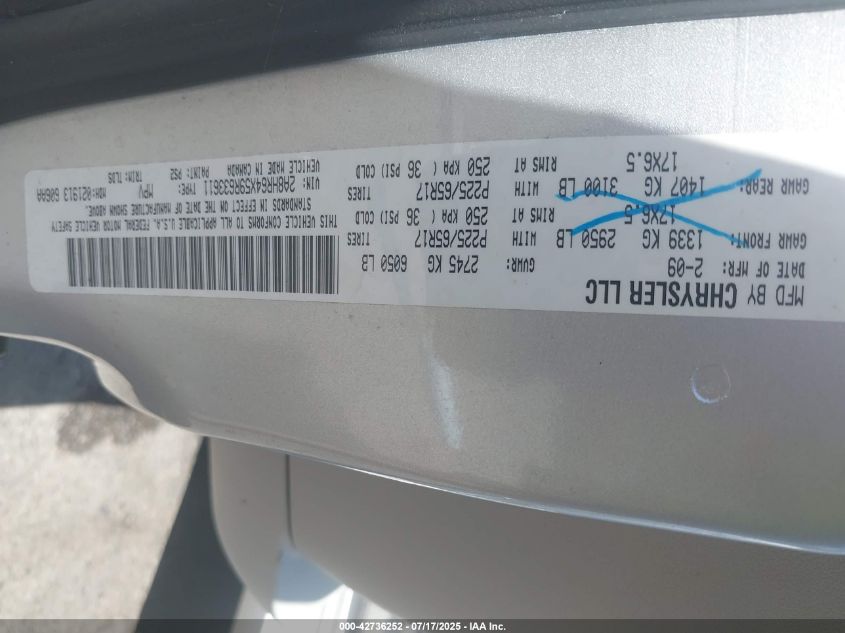 MFD BY CHRYSLER LLC
DATE OF MFR: 2-09 GVWR: 2745 KG 6050 LB
GAWR FRONT: 1339 KG 2950 LB WITH P225/65R17 TIRES
17X6.5 RIMS AT 250 KPA ( 36 PSI) COLD
GAWR REAR: 1407 KG 3100 LB WITH P225/65R17 TIRES
17X6.5 RIMS AT 250 KPA ( 36 PSI) COLD
THIS VEHICLE CONFORMS TO ALL APPLICABLE U.S.A. FEDERAL MOTOR VEHICLE SAFETY
STANDARDS IN EFFECT ON THE DATE OF MANUFACTURE SHOWN ABOVE.
VIN: 2A8HR64X59R633611 TYPE: MPV MDH:021913 606AA
VEHICLE MADE IN CANADA PAINT: PS2 TRIM: TLDS
000-42736252 - 07/17/2025 - IAA Inc.